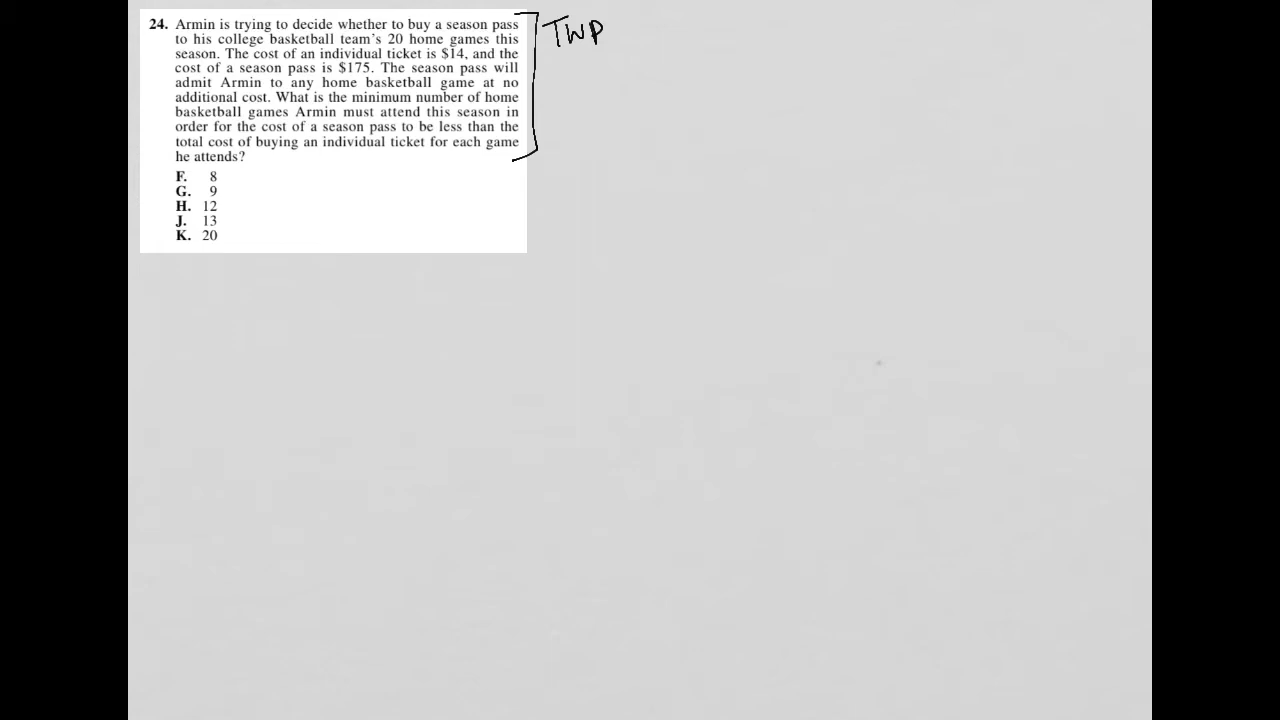 24. Armin is trying to decide whether to buy a season pass
to his college basketball team's 20 home games this
season. The cost of an individual ticket is $14, and the
cost of a season pass is $175. The season pass will
admit Armin to any home basketball game at no
additional cost. What is the minimum number of home
basketball games Armin must attend this season in
order for the cost of a season pass to be less than the
total cost of buying an individual ticket for each game
he attends?
F. 8
G. 9
H. 12
J. 13
K. 20
TWP